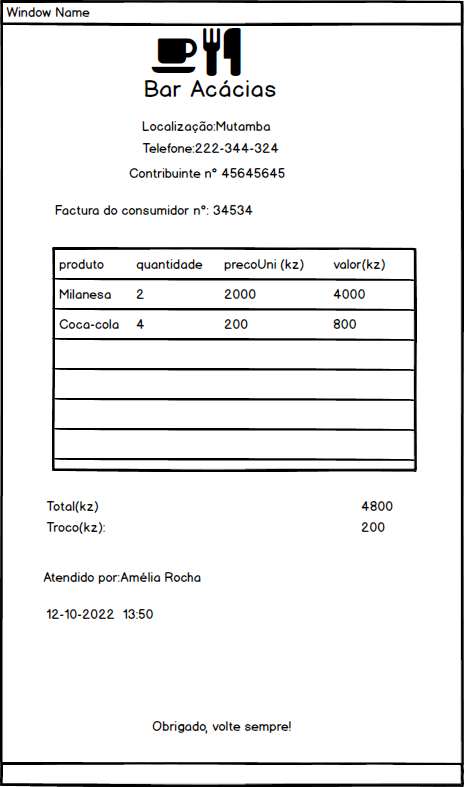 Window Name
Bar Acácias
Localização:Mutamba
Telefone:222-344-324
Contribuinte nº 45645645
Factura do consumidor nº: 34534
produto quantidade precoUni (kz) valor(kz)
Milanesa 2 2000 4000
Coca-cola 4 200 800
Total(kz) 4800
Troco(kz): 200
Atendido por:Amélia Rocha
12-10-2022 13:50
Obrigado, volte sempre!